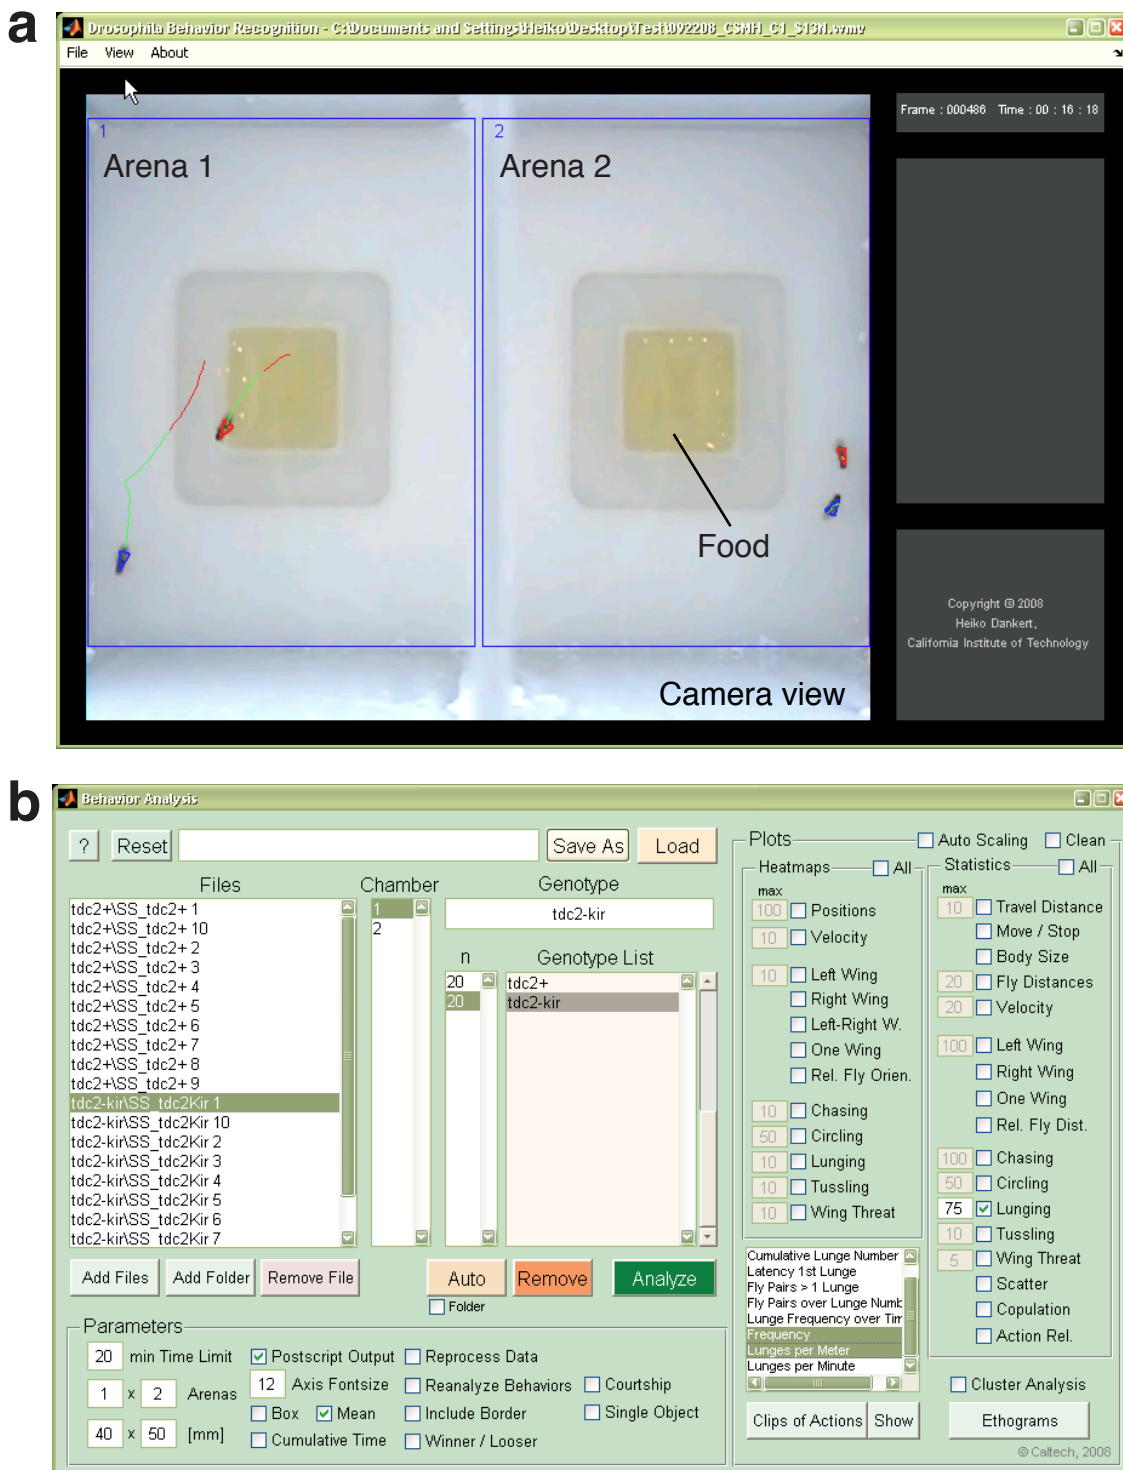 a
Drosophila Behavior Recognition - C:\Documents and Settings\Heiko\Desktop\Test\092208_CSMH_C1_S13N.wmv
File View About
Frame : 000486 Time : 00 : 16 : 18
1
2
Arena 1
Arena 2
Food
Copyright © 2008
Heiko Dankert,
California Institute of Technology
Camera view
b
Behavior Analysis
? Reset Save As Load
Files
Chamber
Genotype
tdc2+\SS_tdc2+ 1
tdc2+\SS_tdc2+ 10
tdc2+\SS_tdc2+ 2
tdc2+\SS_tdc2+ 3
tdc2+\SS_tdc2+ 4
tdc2+\SS_tdc2+ 5
tdc2+\SS_tdc2+ 6
tdc2+\SS_tdc2+ 7
tdc2+\SS_tdc2+ 8
tdc2+\SS_tdc2+ 9
tdc2-kir\SS_tdc2Kir 1
tdc2-kir\SS_tdc2Kir 10
tdc2-kir\SS_tdc2Kir 2
tdc2-kir\SS_tdc2Kir 3
tdc2-kir\SS_tdc2Kir 4
tdc2-kir\SS_tdc2Kir 5
tdc2-kir\SS_tdc2Kir 6
tdc2-kir\SS_tdc2Kir 7
1
2
tdc2-kir
n
Genotype List
20 tdc2+
20 tdc2-kir
Add Files Add Folder Remove File
Auto Remove Analyze
Folder
Parameters
20 min Time Limit
1 x 2 Arenas
40 x 50 [mm]
Postscript Output
12 Axis Fontsize
Box Mean
Cumulative Time
Reprocess Data
Reanalyze Behaviors
Include Border
Winner / Looser
Courtship
Single Object
Plots
Auto Scaling Clean
Heatmaps All
max
100 Positions
10 Velocity
10 Left Wing
Right Wing
Left-Right W.
One Wing
Rel. Fly Orien.
10 Chasing
50 Circling
10 Lunging
10 Tussling
10 Wing Threat
Statistics All
max
10 Travel Distance
Move / Stop
Body Size
20 Fly Distances
20 Velocity
100 Left Wing
Right Wing
One Wing
Rel. Fly Dist.
100 Chasing
50 Circling
75 Lunging
10 Tussling
5 Wing Threat
Scatter
Copulation
Action Rel.
Cumulative Lunge Number
Latency 1st Lunge
Fly Pairs > 1 Lunge
Fly Pairs over Lunge Numb
Lunge Frequency over Tim
Frequency
Lunges per Meter
Lunges per Minute
Cluster Analysis
Clips of Actions Show
Ethograms
© Caltech, 2008